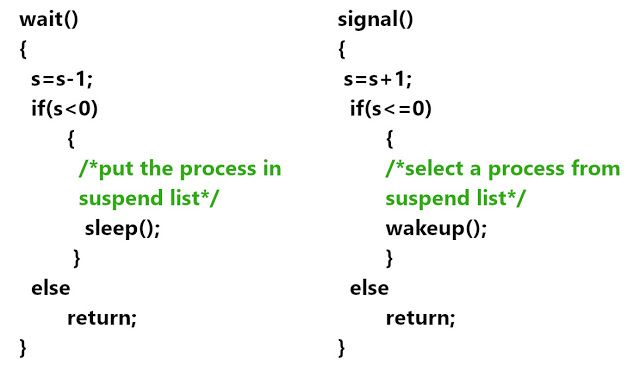 wait()
{
s=s-1;
if(s<0)
{
/*put the process in
suspend list*/
sleep();
}
else
return;
}
signal()
{
s=s+1;
if(s<=0)
{
/*select a process from
suspend list*/
wakeup();
}
else
return;
}